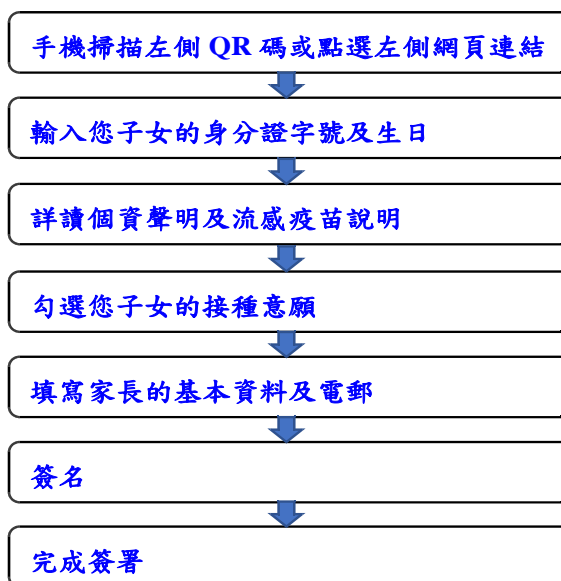 手機掃描左側 QR 碼或點選左側網頁連結
輸入您子女的身分證字號及生日
詳讀個資聲明及流感疫苗說明
勾選您子女的接種意願
填寫家長的基本資料及電郵
簽名
完成簽署